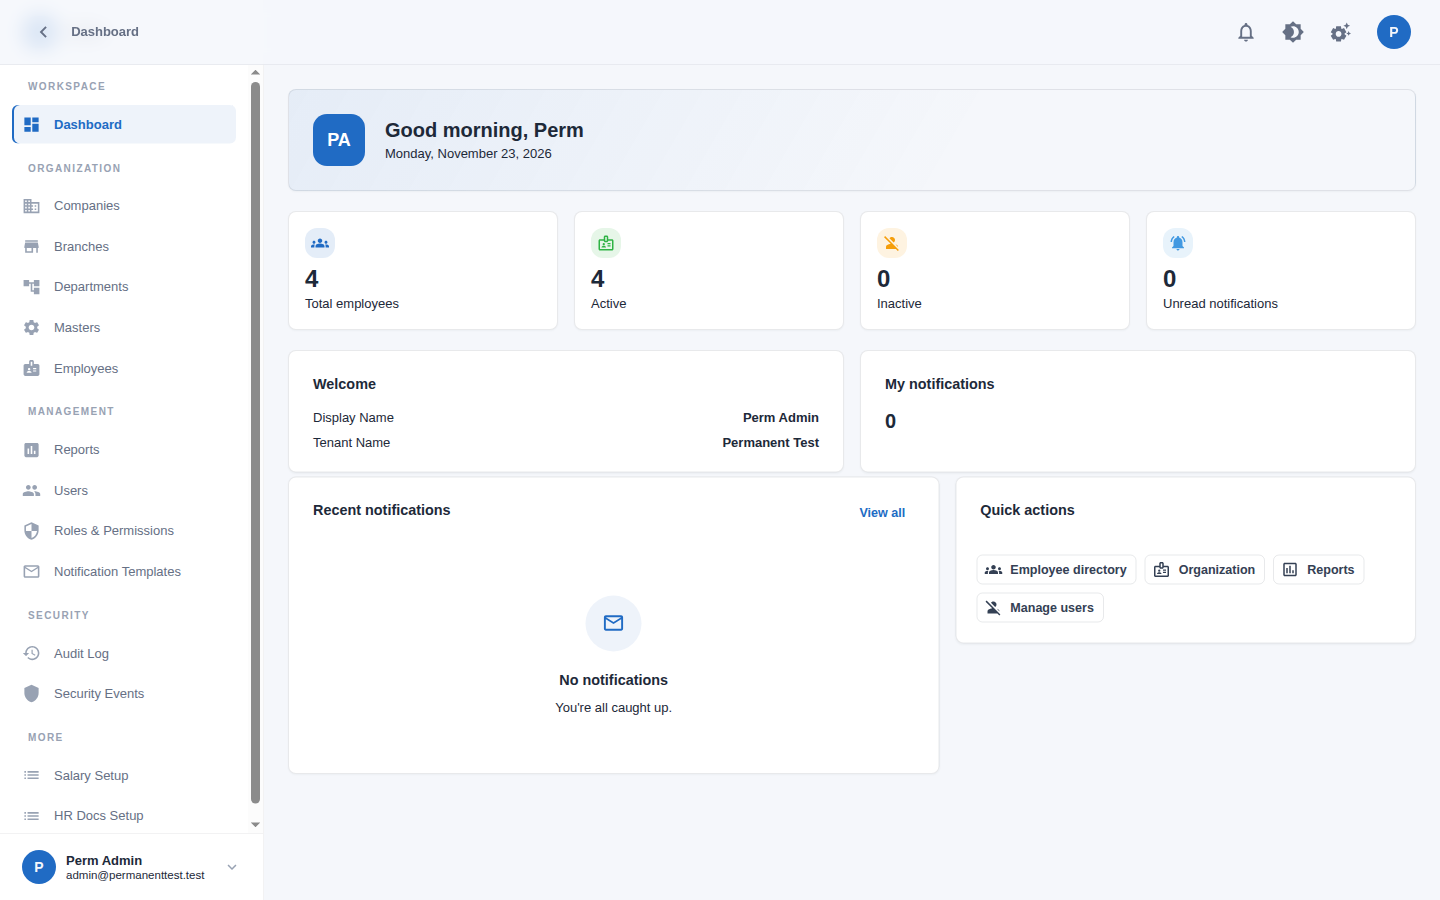 Dashboard
P
WORKSPACE
Dashboard
ORGANIZATION
Companies
Branches
Departments
Masters
Employees
MANAGEMENT
Reports
Users
Roles & Permissions
Notification Templates
SECURITY
Audit Log
Security Events
MORE
Salary Setup
HR Docs Setup
P
Perm Admin
admin@permanenttest.test
PA
Good morning, Perm
Monday, November 23, 2026
4
Total employees
4
Active
0
Inactive
0
Unread notifications
Welcome
Display Name Perm Admin
Tenant Name Permanent Test
My notifications
0
Recent notifications
View all
No notifications
You're all caught up.
Quick actions
Employee directory
Organization
Reports
Manage users